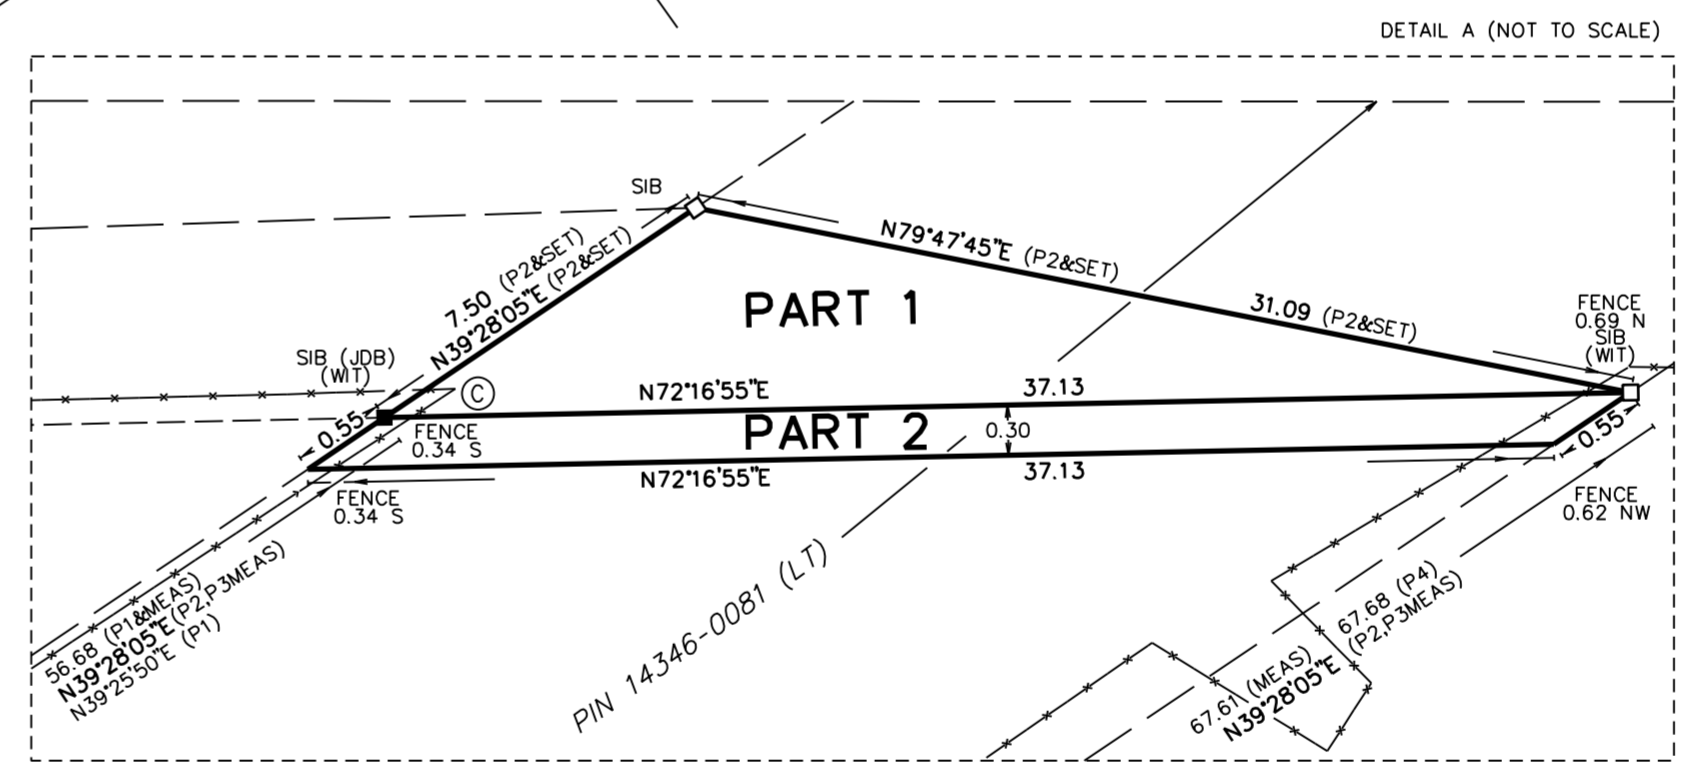 DETAIL A (NOT TO SCALE)
SIB
7.50 (P2&SET)
N39°28'05"E (P2&SET)
N79°47'45"E (P2&SET)
31.09 (P2&SET)
PART 1
FENCE
0.69 N
SIB
(WIT)
SIB (JDB)
(WIT)
C
N72°16'55"E
37.13
0.55
FENCE
0.34 S
PART 2
0.30
0.55
N72°16'55"E
37.13
FENCE
0.34 S
FENCE
0.62 NW
56.68 (P1&MEAS)
N39°28'05"E (P2,P3MEAS)
N39°25'50"E (P1)
PIN 14346-0081 (LT)
67.68 (P4)
(P2,P3MEAS)
67.61 (MEAS)
N39°28'05"E